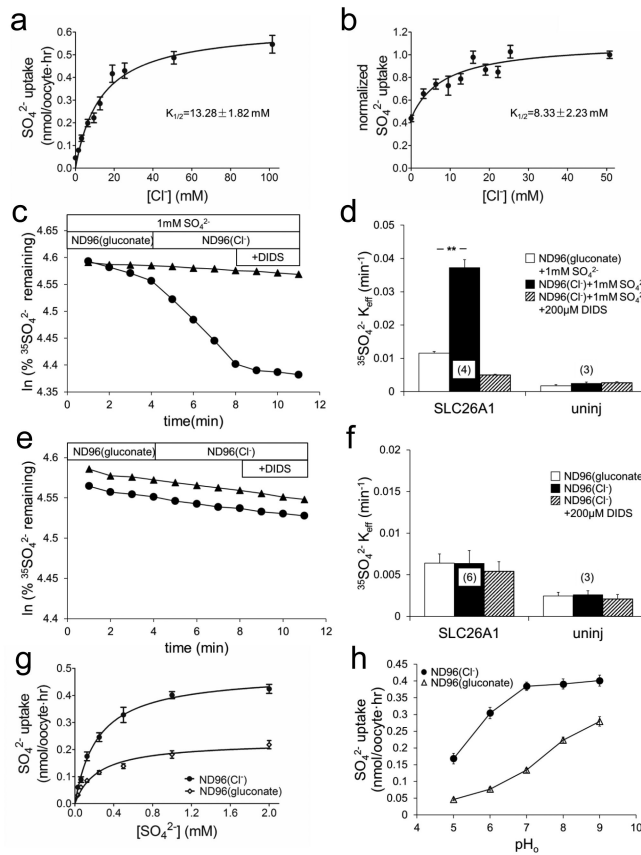 a
SO₄²⁻ uptake
(nmol/oocyte·hr)
0.6
0.5
0.4
0.3
0.2
0.1
0.0
K1/2=13.28±1.82 mM
0 20 40 60 80 100
[Cl⁻] (mM)
b
normalized
SO₄²⁻ uptake
1.2
1.0
0.8
0.6
0.4
0.2
0.0
K1/2=8.33±2.23 mM
0 10 20 30 40 50
[Cl⁻] (mM)
c
ln (% ³⁵SO₄²⁻ remaining)
4.65
4.6
4.55
4.5
4.45
4.4
4.35
1mM SO₄²⁻
ND96(gluconate) ND96(Cl⁻)
+DIDS
0 2 4 6 8 10 12
time(min)
d
³⁵SO₄²⁻ Keff (min⁻¹)
0.05
0.04
0.03
0.02
0.01
0
**
ND96(gluconate)
+1mM SO₄²⁻
ND96(Cl⁻)+1mM SO₄²
ND96(Cl⁻)+1mM SO₄²
+200µM DIDS
(4)
(3)
SLC26A1 uninj
e
ln (% ³⁵SO₄²⁻ remaining)
4.6
4.55
4.5
4.4
ND96(gluconate) ND96(Cl⁻)
+DIDS
0 2 4 6 8 10 12
time (min)
f
³⁵SO₄²⁻ Keff (min⁻¹)
0.02
0.015
0.01
0.005
0
ND96(gluconate)
ND96(Cl⁻)
ND96(Cl⁻)
+200µM DIDS
(6)
(3)
SLC26A1 uninj
g
SO₄²⁻ uptake
(nmol/oocyte·hr)
0.5
0.4
0.3
0.2
0.1
0.0
ND96(Cl⁻)
ND96(gluconate)
0.0 0.5 1.0 1.5 2.0
[SO₄²⁻] (mM)
h
SO₄²⁻ uptake
(nmol/oocyte·hr)
0.4
0.35
0.3
0.25
0.2
0.15
0.1
0.05
0
ND96(Cl⁻)
ND96(gluconate)
4 5 6 7 8 9 10
pHo